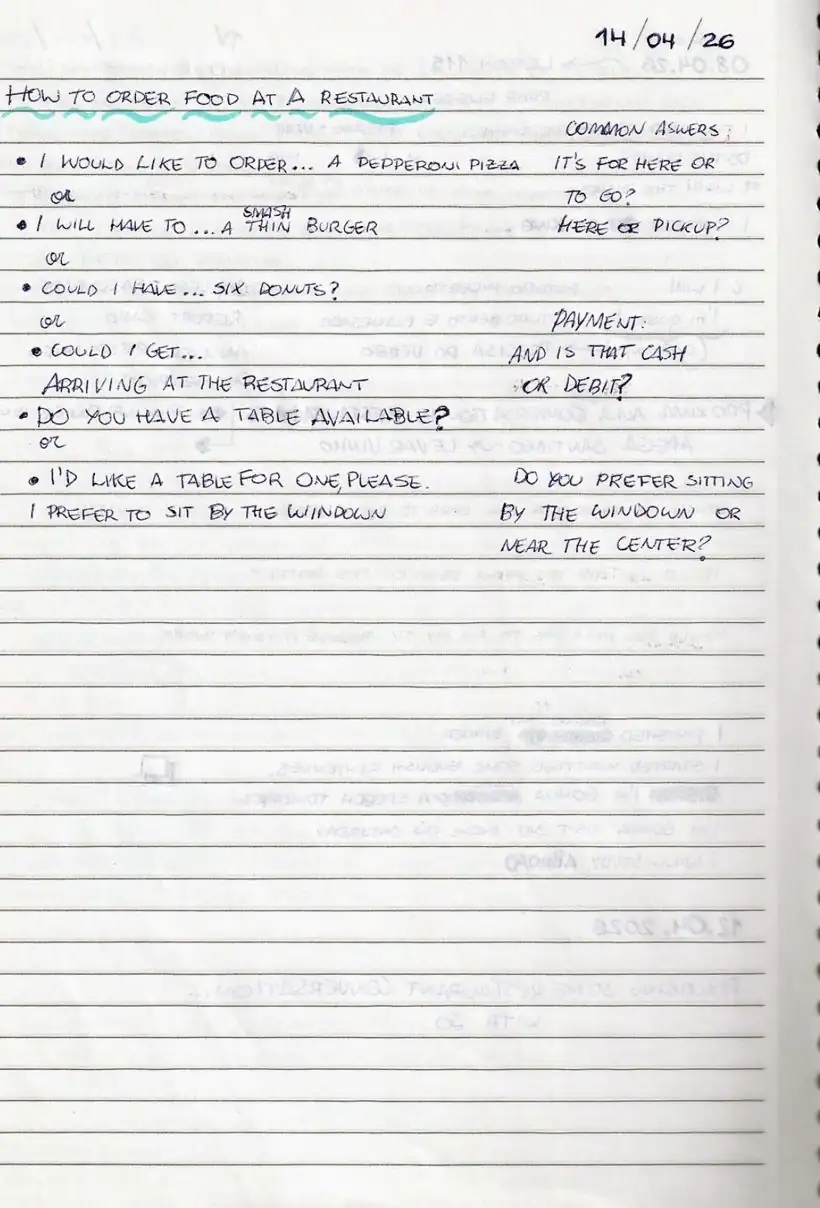 14/04/26
HOW TO ORDER FOOD AT A RESTAURANT
COMMON ASWERS;
• I WOULD LIKE TO ORDER... A PEPPERONI PIZZA
IT'S FOR HERE OR
or
TO GO?
SMASH
• I WILL HAVE TO... A THIN BURGER
HERE OR PICKUP?
or
• COULD I HAVE... SIX DONUTS?
or
PAYMENT:
• COULD I GET...
AND IS THAT CASH
ARRIVING AT THE RESTAURANT
OR DEBIT?
• DO YOU HAVE A TABLE AVAILABLE?
or
• I'D LIKE A TABLE FOR ONE, PLEASE.
DO YOU PREFER SITTING
I PREFER TO SIT BY THE WINDOWN
BY THE WINDOWN OR
NEAR THE CENTER?